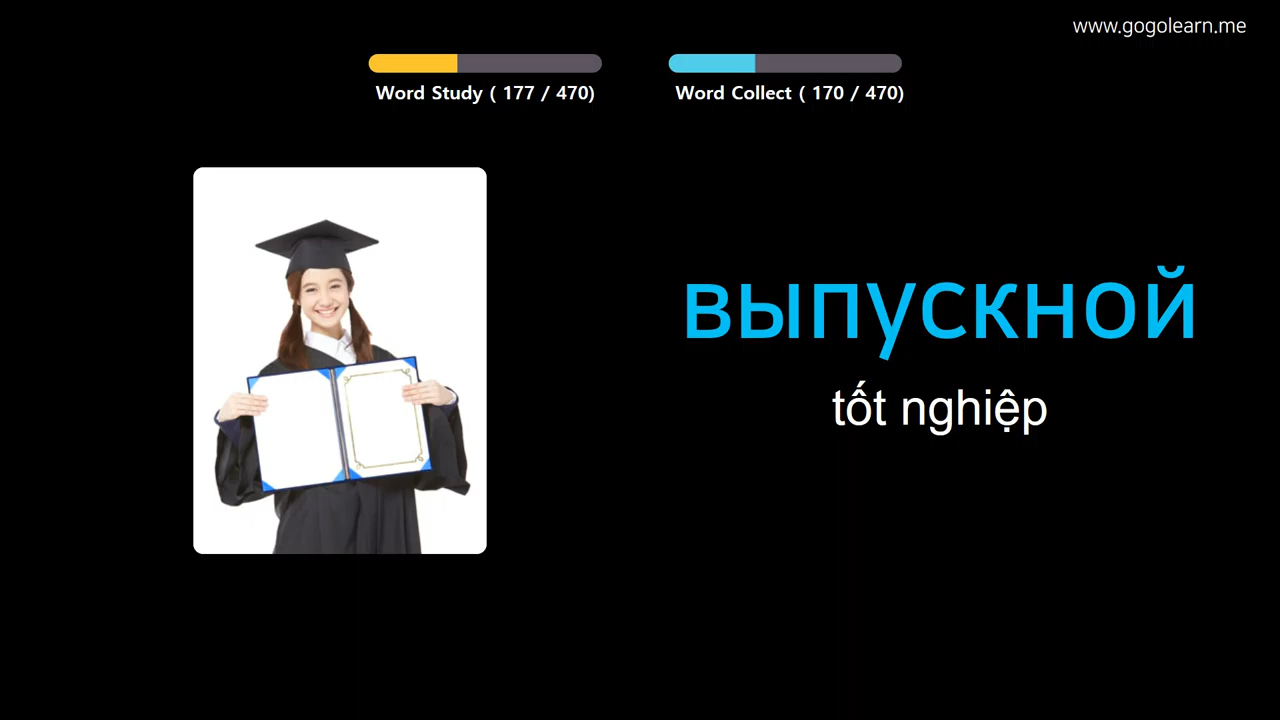 www.gogolearn.me
Word Study ( 177 / 470)
Word Collect ( 170 / 470)
выпускной
tốt nghiệp